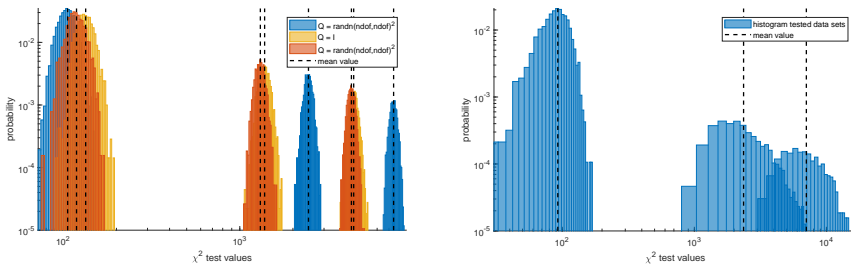 10^-2
10^-3
10^-4
10^-5
probability
10^2
10^3
χ^2 test values
Q = randn(ndof,ndof)^2
Q = I
Q = randn(ndof,ndof)^2
mean value
10^-1
10^-2
10^-3
10^-4
10^-5
probability
10^2
10^3
10^4
χ^2 test values
histogram tested data sets
mean value